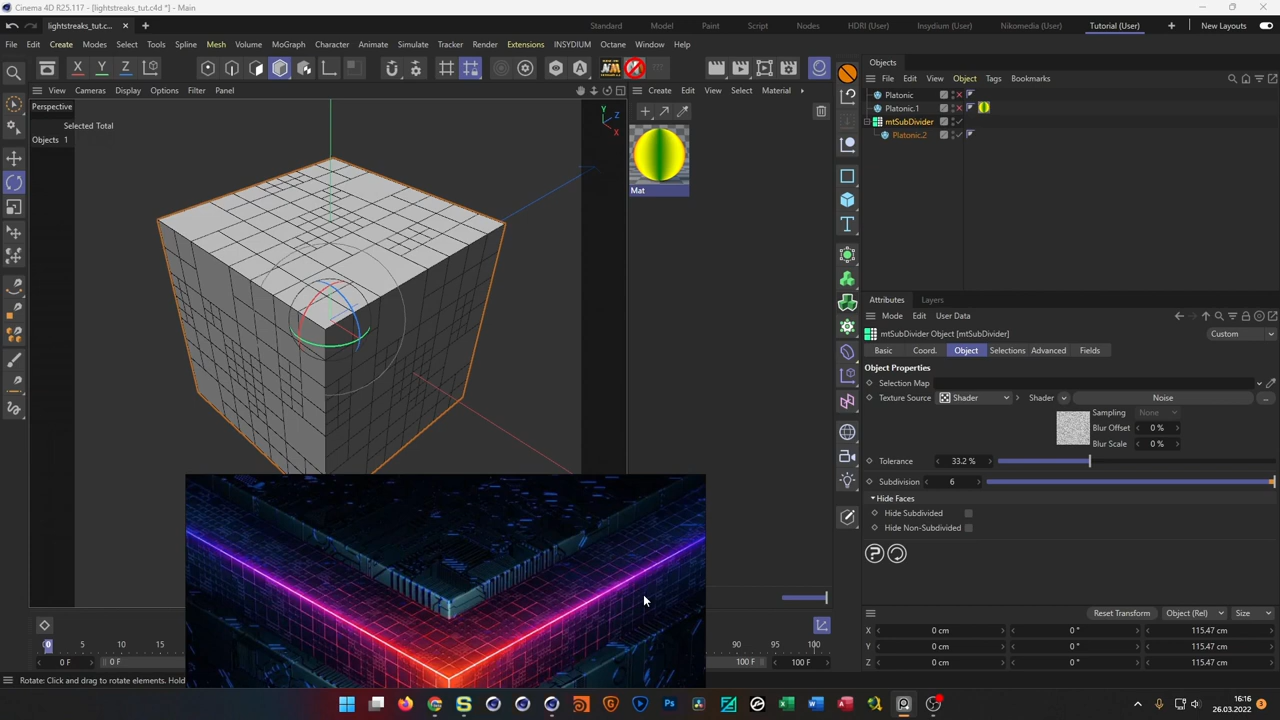 Cinema 4D R25.117 - [lightstreaks_tut.c4d *] - Main
lightstreaks_tut.c...
Standard Model Paint Script Nodes HDRI (User) Insydium (User) Nikomedia (User) Tutorial (User) New Layouts
File Edit Create Modes Select Tools Spline Mesh Volume MoGraph Character Animate Simulate Tracker Render Extensions INSYDIUM Octane Window Help
X Y Z
View Cameras Display Options Filter Panel
Perspective
Selected Total
Objects 1
Y
Z
X
Create Edit View Select Material
Mat
Objects
File Edit View Object Tags Bookmarks
Platonic
Platonic.1
mtSubDivider
Platonic.2
Attributes Layers
Mode Edit User Data
mtSubDivider Object [mtSubDivider] Custom
Basic Coord. Object Selections Advanced Fields
Object Properties
Selection Map
Texture Source Shader Shader Noise ...
Sampling None
Blur Offset 0 %
Blur Scale 0 %
Tolerance 33.2 %
Subdivision 6
Hide Faces
Hide Subdivided
Hide Non-Subdivided
Reset Transform Object (Rel) Size
X 0 cm 0 ° 115.47 cm
Y 0 cm 0 ° 115.47 cm
Z 0 cm 0 ° 115.47 cm
0 5 10 15 90 95 100
0 F 0 F 100 F 100 F
Rotate: Click and drag to rotate elements. Hold
16:16
26.03.2022